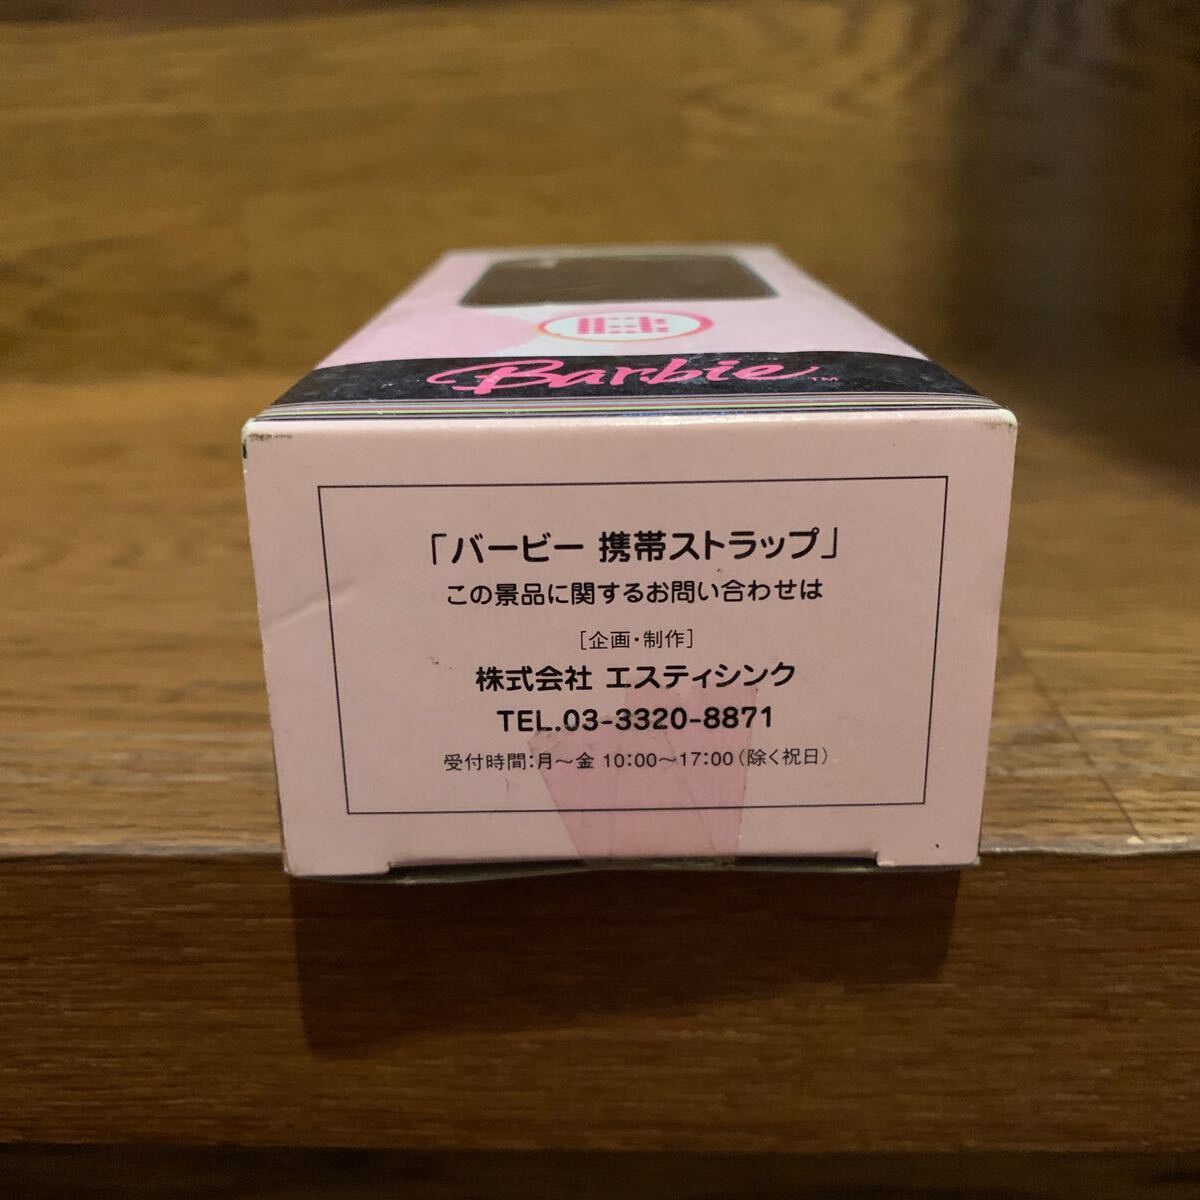 Barbie™
「バービー 携帯ストラップ」
この景品に関するお問い合わせは
[企画・制作]
株式会社 エスティシンク
TEL.03-3320-8871
受付時間:月～金 10:00～17:00(除く祝日)